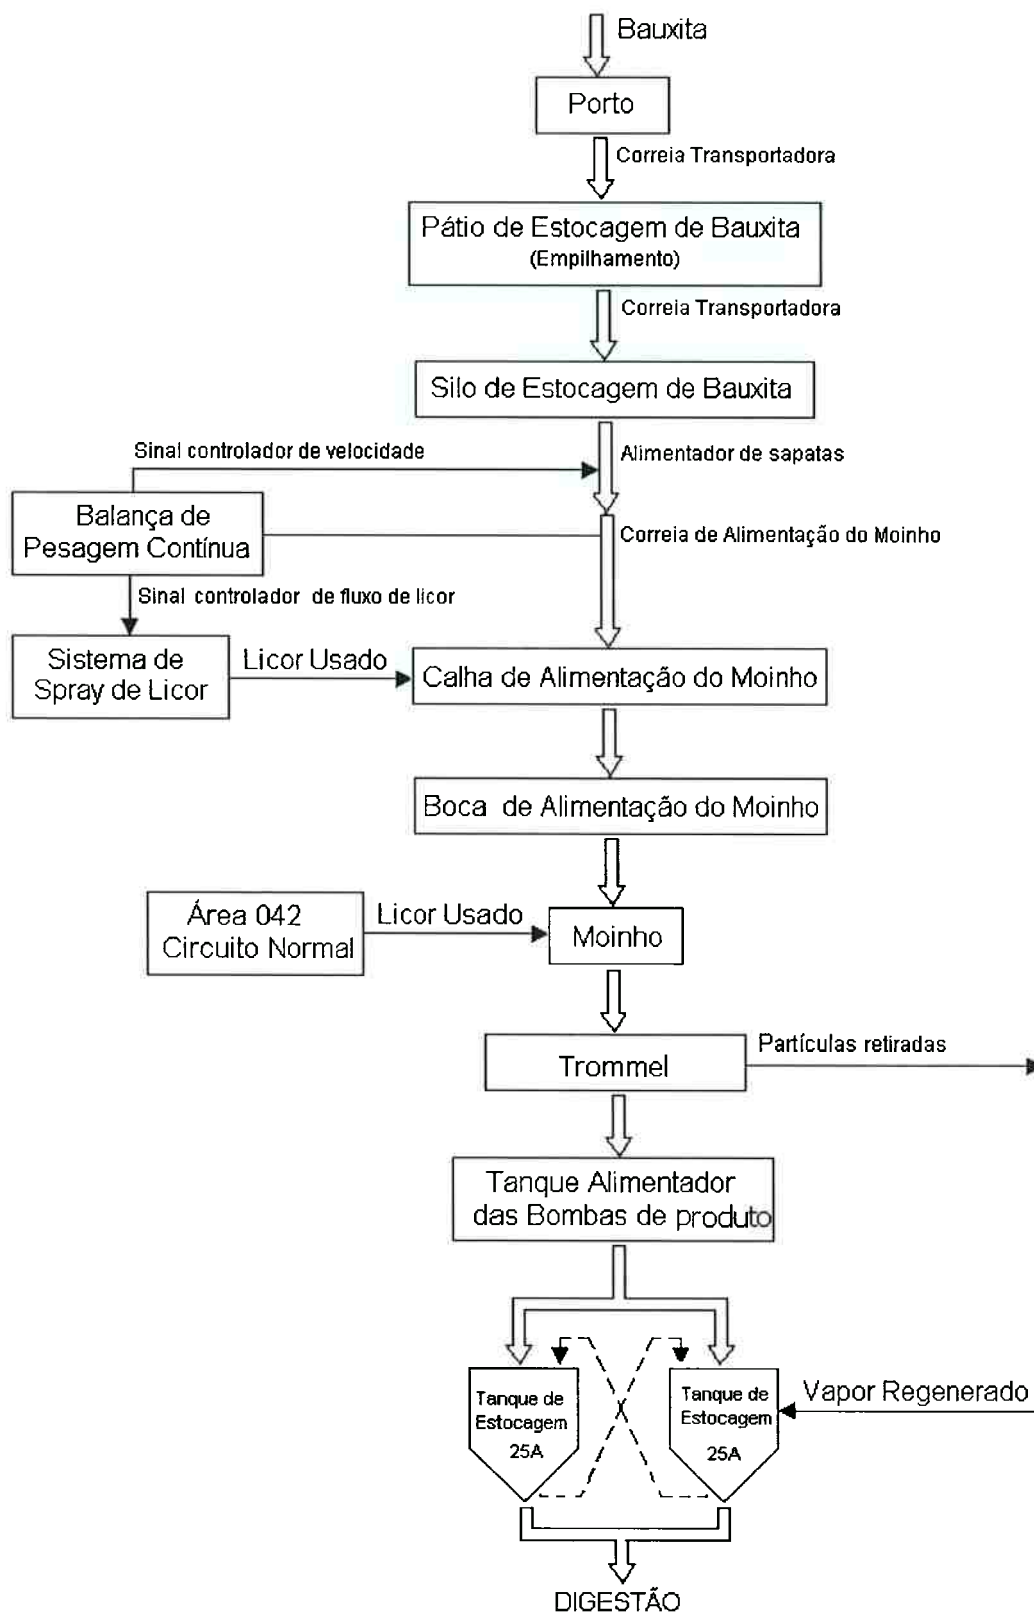 Bauxita
Porto
Correia Transportadora
Pátio de Estocagem de Bauxita
(Empilhamento)
Correia Transportadora
Silo de Estocagem de Bauxita
Sinal controlador de velocidade
Alimentador de sapatas
Balança de
Pesagem Contínua
Correia de Alimentação do Moinho
Sinal controlador de fluxo de licor
Sistema de
Spray de Licor
Licor Usado
Calha de Alimentação do Moinho
Boca de Alimentação do Moinho
Área 042
Circuito Normal
Licor Usado
Moinho
Trommel
Partículas retiradas
Tanque Alimentador
das Bombas de produto
Tanque de
Estocagem
25A
Tanque de
Estocagem
25A
Vapor Regenerado
DIGESTÃO